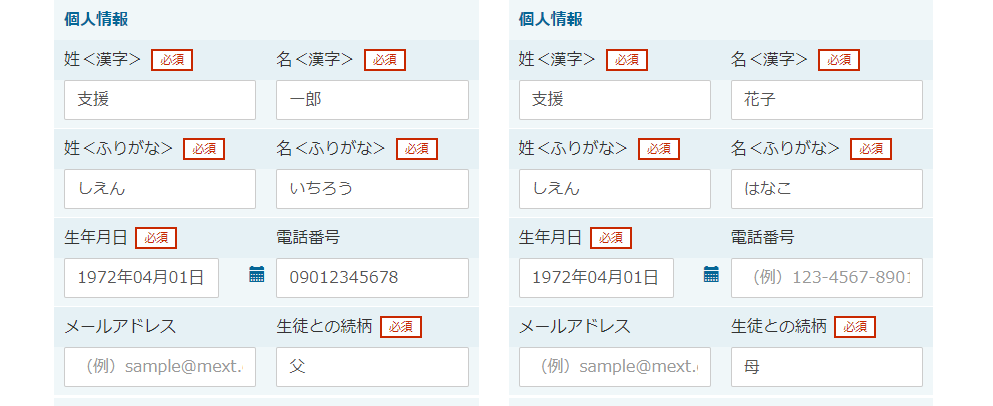 個人情報
姓<漢字> 必須 名<漢字> 必須
支援 一郎
姓<ふりがな> 必須 名<ふりがな> 必須
しえん いちろう
生年月日 必須 電話番号
1972年04月01日 09012345678
メールアドレス 生徒との続柄 必須
（例）sample@mext. 父
個人情報
姓<漢字> 必須 名<漢字> 必須
支援 花子
姓<ふりがな> 必須 名<ふりがな> 必須
しえん はなこ
生年月日 必須 電話番号
1972年04月01日 （例）123-4567-8901
メールアドレス 生徒との続柄 必須
（例）sample@mext. 母